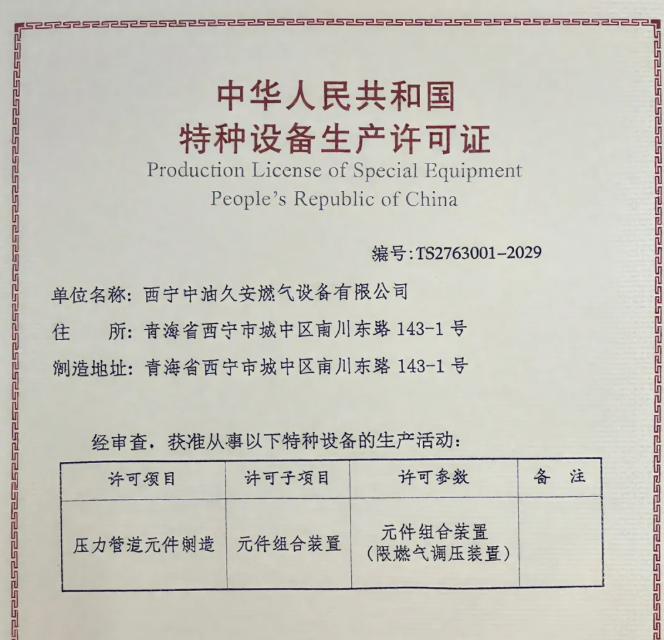 中华人民共和国
特种设备生产许可证
Production License of Special Equipment
People's Republic of China
编号:TS2763001-2029
单位名称: 西宁中油久安燃气设备有限公司
住 所: 青海省西宁市城中区南川东路 143-1 号
制造地址: 青海省西宁市城中区南川东路 143-1 号
经审查, 获准从事以下特种设备的生产活动:
许可项目 许可子项目 许可参数 备 注
压力管道元件制造 元件组合装置 元件组合装置
(限燃气调压装置)